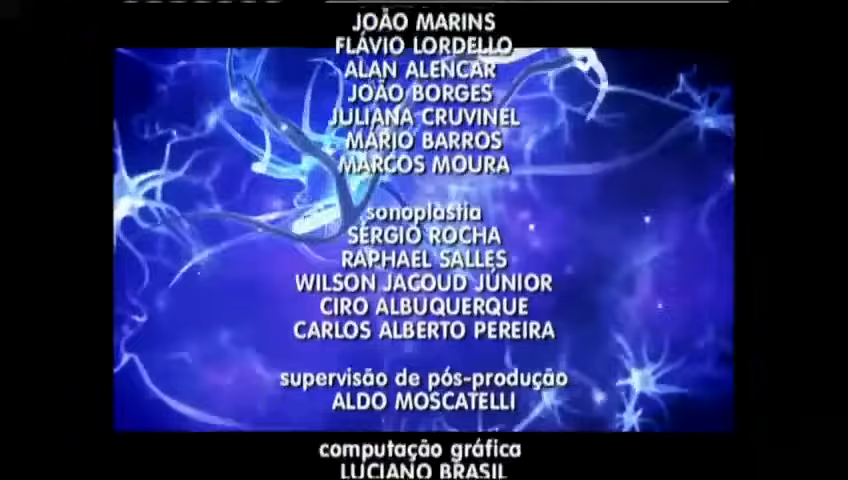 JOÃO MARINS
FLÁVIO LORDELLO
ALAN ALENCAR
JOÃO BORGES
JULIANA CRUVINEL
MÁRIO BARROS
MARCOS MOURA
sonoplastia
SÉRGIO ROCHA
RAPHAEL SALLES
WILSON JACOUD JÚNIOR
CIRO ALBUQUERQUE
CARLOS ALBERTO PEREIRA
supervisão de pós-produção
ALDO MOSCATELLI
computação gráfica
LUCIANO BRASIL